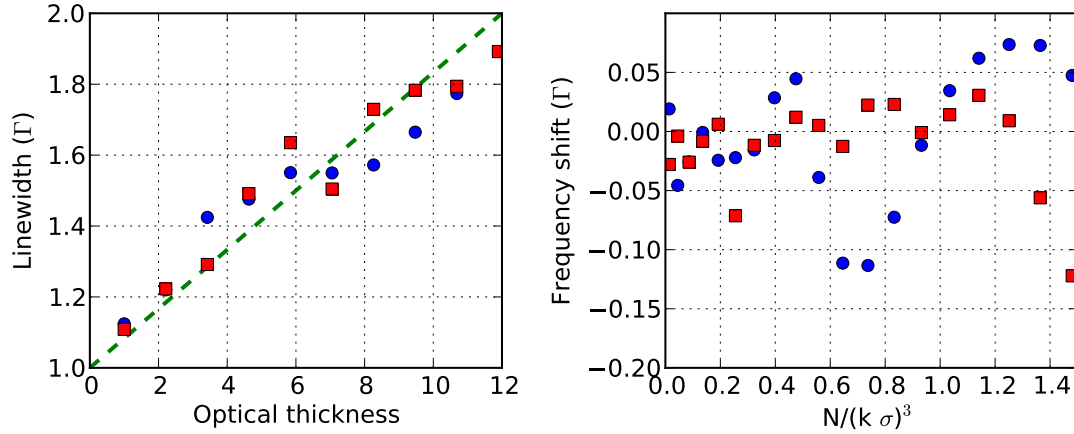 2.0
1.8
1.6
1.4
1.2
1.0
Linewidth (Γ)
0 2 4 6 8 10 12
Optical thickness
0.05
0.00
−0.05
−0.10
−0.15
−0.20
Frequency shift (Γ)
0.0 0.2 0.4 0.6 0.8 1.0 1.2 1.4
N/(k σ)³